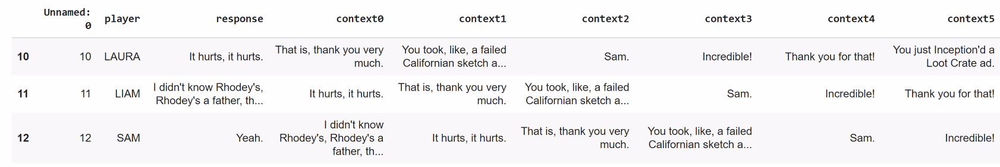 Unnamed: 0 player response context0 context1 context2 context3 context4 context5
10 10 LAURA It hurts, it hurts. That is, thank you very much. You took, like, a failed Californian sketch a... Sam. Incredible! Thank you for that! You just Inception'd a Loot Crate ad.
11 11 LIAM I didn't know Rhodey's, Rhodey's a father, th... It hurts, it hurts. That is, thank you very much. You took, like, a failed Californian sketch a... Sam. Incredible! Thank you for that!
12 12 SAM Yeah. I didn't know Rhodey's, Rhodey's a father, th... It hurts, it hurts. That is, thank you very much. You took, like, a failed Californian sketch a... Sam. Incredible!